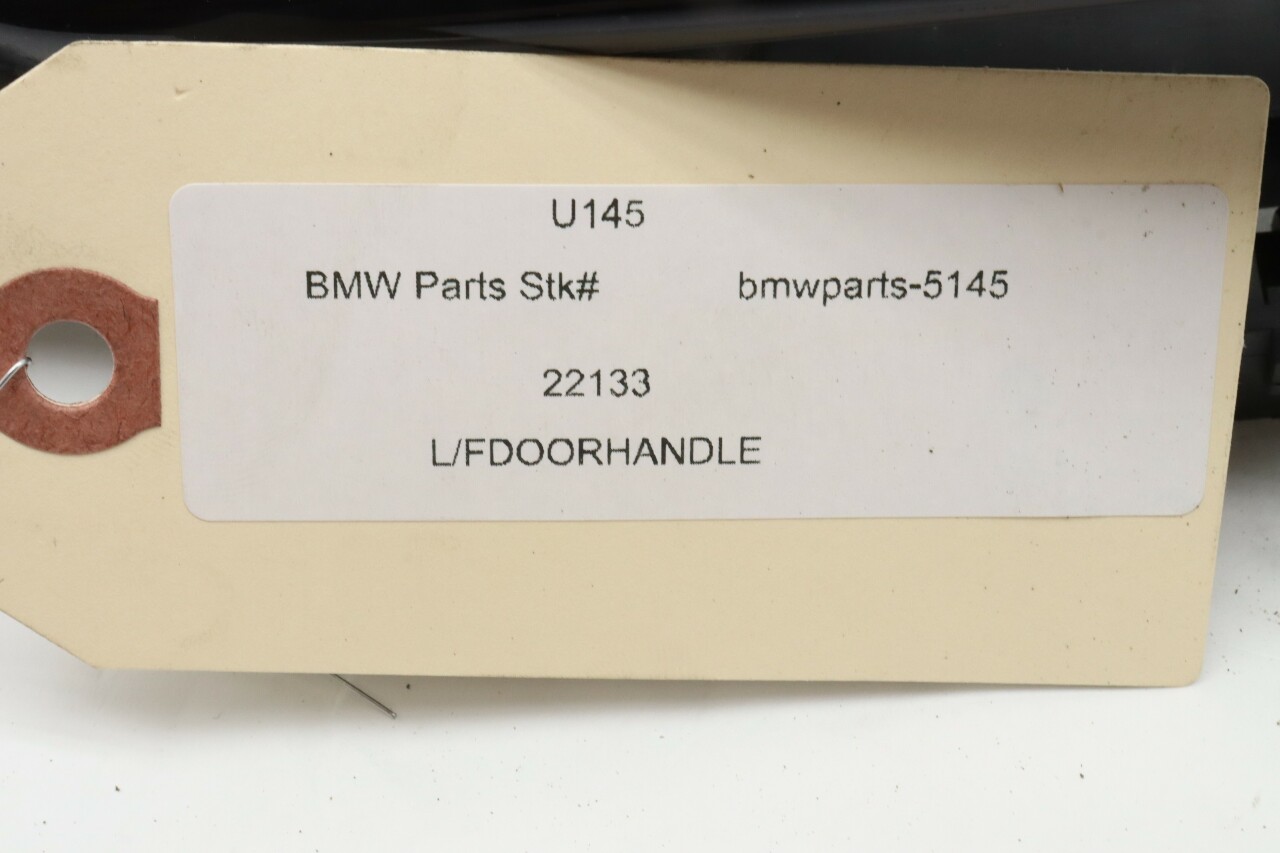 U145
BMW Parts Stk# bmwparts-5145
22133
L/FDOORHANDLE